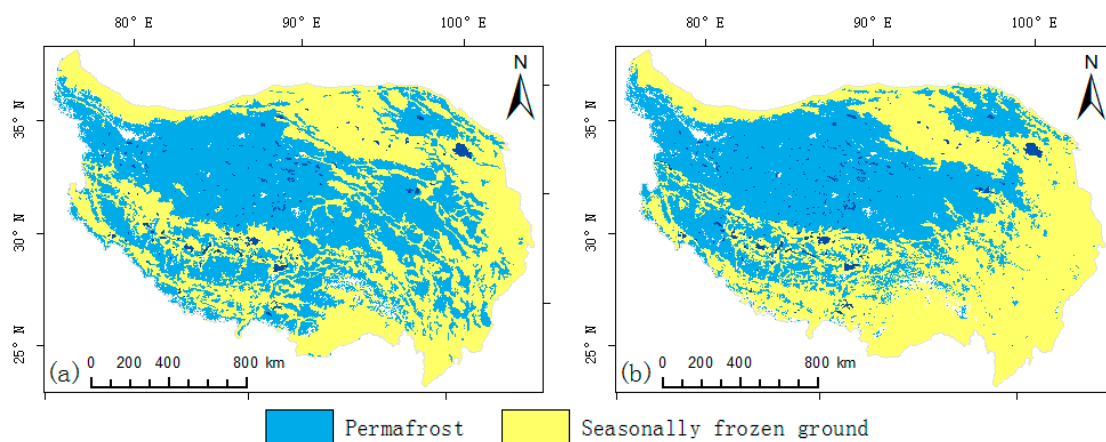 80° E 90° E 100° E 80° E 90° E 100° E
N N
35° N 35° N
30° N 30° N
25° N 25° N
(a) 0 200 400 800 km (b) 0 200 400 800 km
Permafrost Seasonally frozen ground